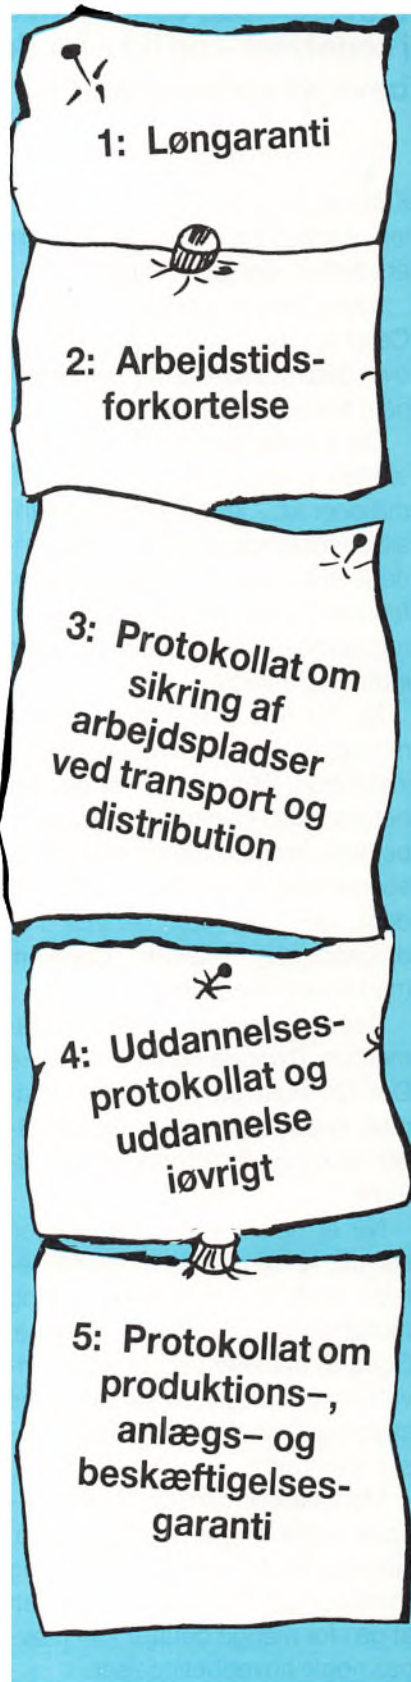 1: Løngaranti
2: Arbejdstids-
forkortelse
3: Protokollat om
sikring af
arbejdspladser
ved transport og
distribution
4: Uddannelses-
protokollat og
uddannelse
iøvrigt
5: Protokollat om
produktions–,
anlægs– og
beskæftigelses-
garanti